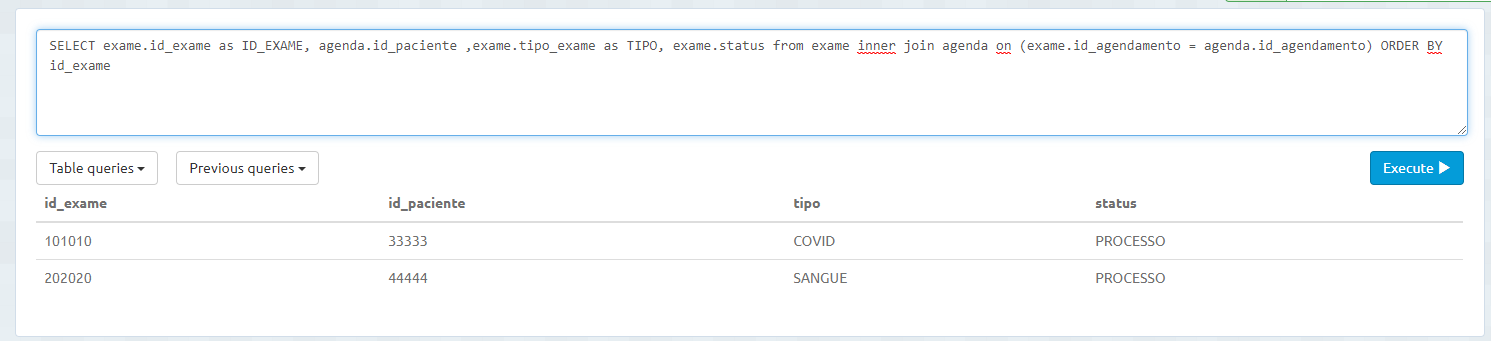 SELECT exame.id_exame as ID_EXAME, agenda.id_paciente ,exame.tipo_exame as TIPO, exame.status from exame inner join agenda on (exame.id_agendamento = agenda.id_agendamento) ORDER BY
id_exame
Table queries Previous queries Execute
id_exame id_paciente tipo status
101010 33333 COVID PROCESSO
202020 44444 SANGUE PROCESSO